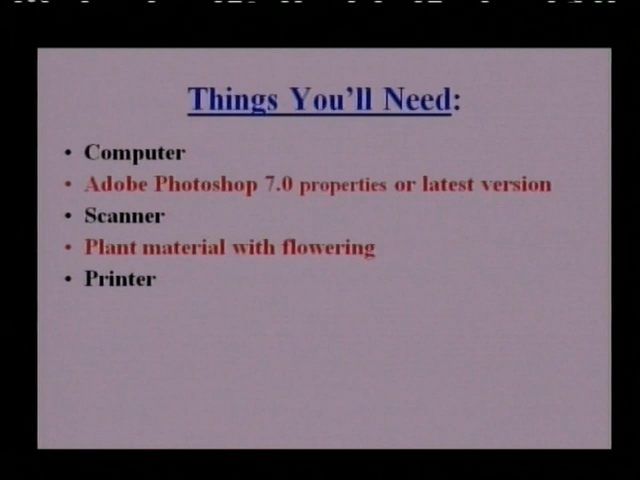 Things You'll Need:
• Computer
• Adobe Photoshop 7.0 properties or latest version
• Scanner
• Plant material with flowering
• Printer